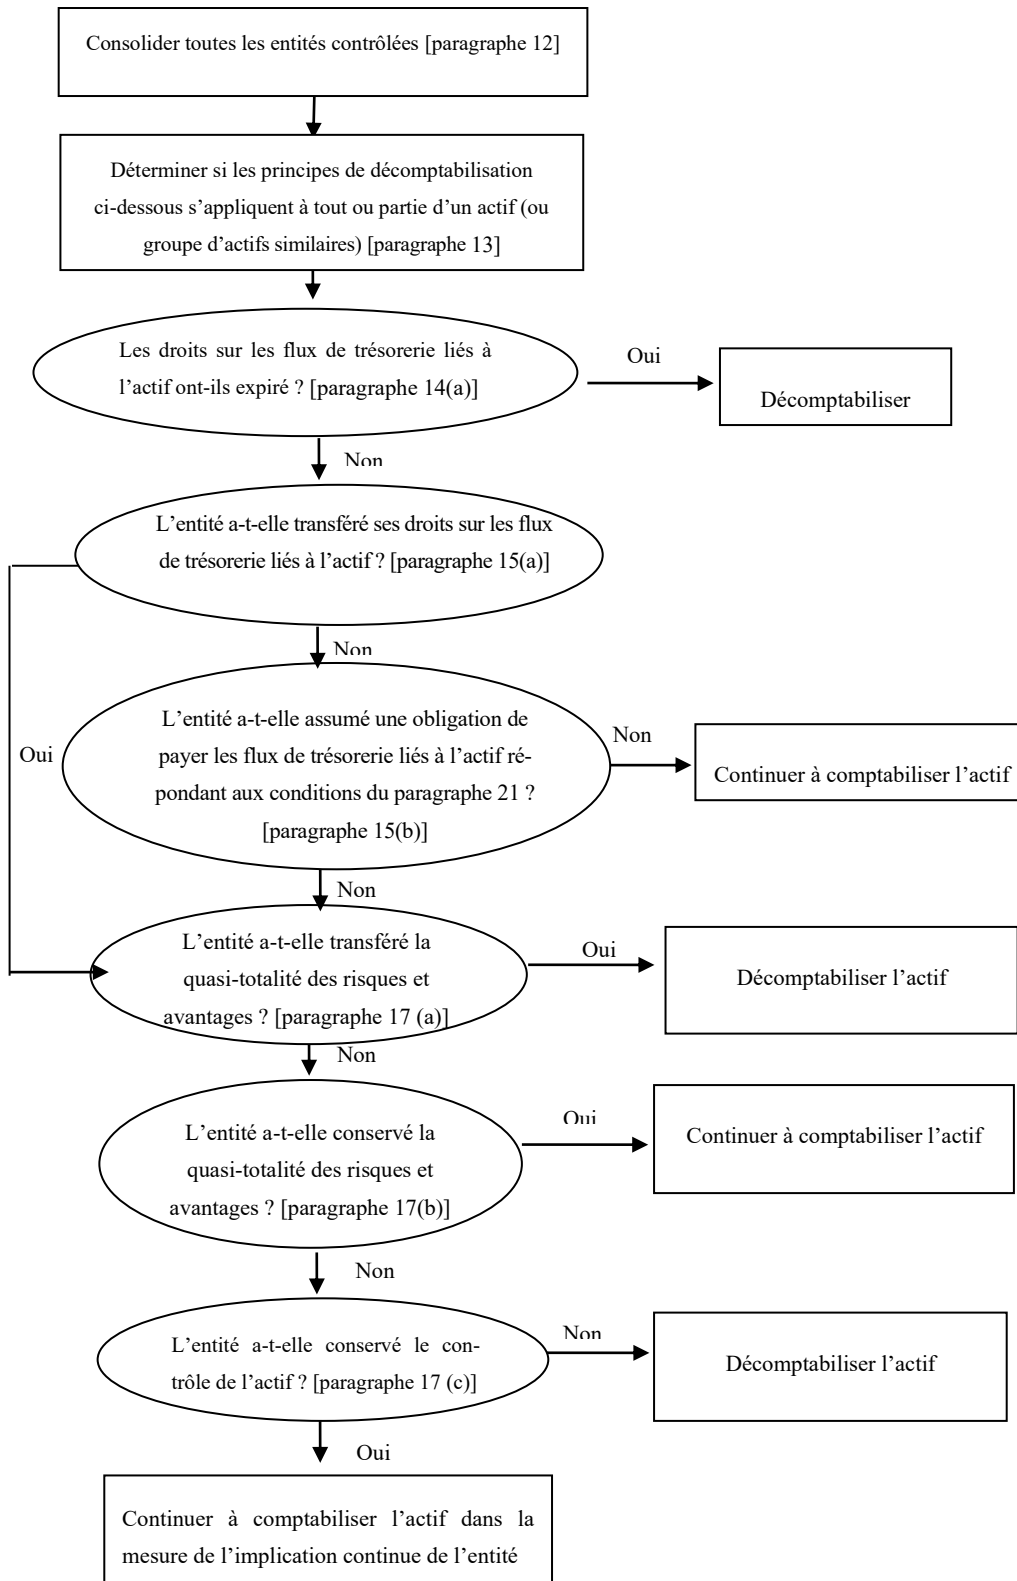 Consolider toutes les entités contrôlées [paragraphe 12]
Déterminer si les principes de décomptabilisation
ci-dessous s’appliquent à tout ou partie d’un actif (ou
groupe d’actifs similaires) [paragraphe 13]
Les droits sur les flux de trésorerie liés à
l’actif ont-ils expiré ? [paragraphe 14(a)]
Oui
Décomptabiliser
Non
L’entité a-t-elle transféré ses droits sur les flux
de trésorerie liés à l’actif ? [paragraphe 15(a)]
Non
Oui
L’entité a-t-elle assumé une obligation de
payer les flux de trésorerie liés à l’actif ré-
pondant aux conditions du paragraphe 21 ?
[paragraphe 15(b)]
Non
Continuer à comptabiliser l’actif
Non
L’entité a-t-elle transféré la
quasi-totalité des risques et
avantages ? [paragraphe 17 (a)]
Oui
Décomptabiliser l’actif
Non
L’entité a-t-elle conservé la
quasi-totalité des risques et
avantages ? [paragraphe 17(b)]
Oui
Continuer à comptabiliser l’actif
Non
L’entité a-t-elle conservé le con-
trôle de l’actif ? [paragraphe 17 (c)]
Non
Décomptabiliser l’actif
Oui
Continuer à comptabiliser l’actif dans la
mesure de l’implication continue de l’entité